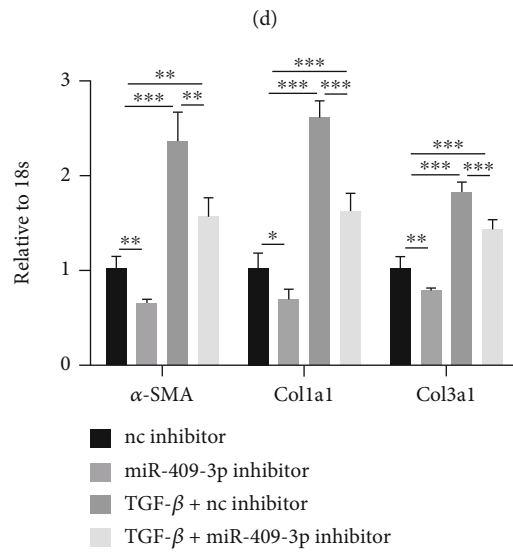 (d)
Relative to 18s
3
2
1
0
** *** **
*** *** ***
*** *** ***
** * **
α-SMA Col1a1 Col3a1
nc inhibitor
miR-409-3p inhibitor
TGF-β + nc inhibitor
TGF-β + miR-409-3p inhibitor